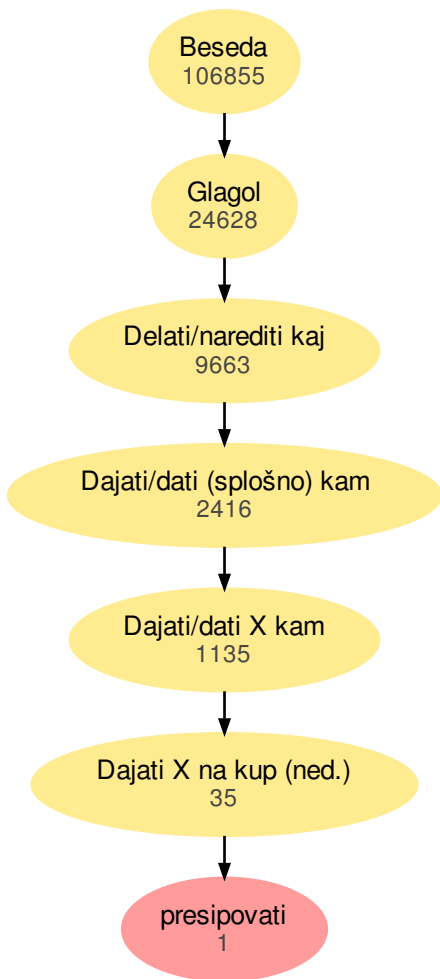 Beseda
106855
Glagol
24628
Delati/narediti kaj
9663
Dajati/dati (splošno) kam
2416
Dajati/dati X kam
1135
Dajati X na kup (ned.)
35
presipovati
1